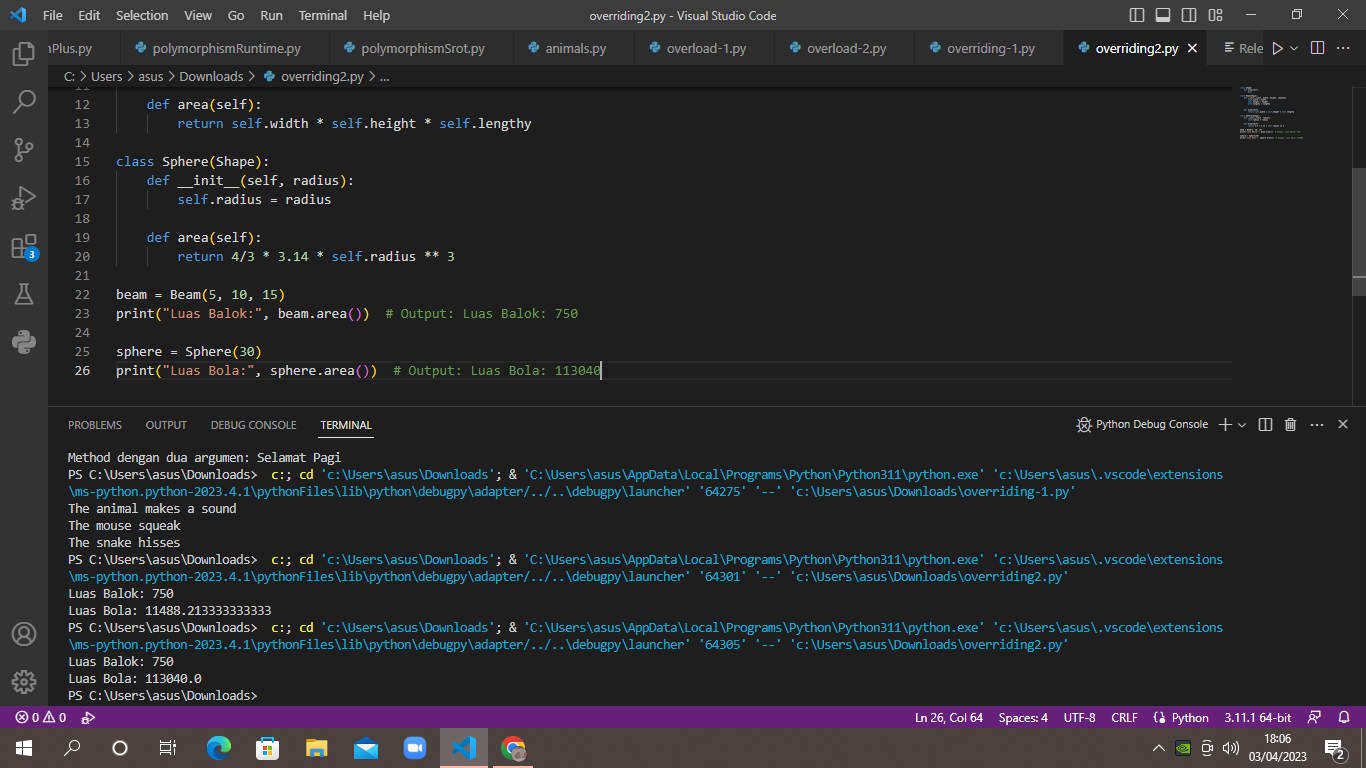 File Edit Selection View Go Run Terminal Help overriding2.py - Visual Studio Code
nPlus.py polymorphismRuntime.py polymorphismSrot.py animals.py overload-1.py overload-2.py overriding-1.py overriding2.py Rele
C: > Users > asus > Downloads > overriding2.py > ...
11
12 def area(self):
13 return self.width * self.height * self.lengthy
14
15 class Sphere(Shape):
16 def __init__(self, radius):
17 self.radius = radius
18
19 def area(self):
20 return 4/3 * 3.14 * self.radius ** 3
21
22 beam = Beam(5, 10, 15)
23 print("Luas Balok:", beam.area())  # Output: Luas Balok: 750
24
25 sphere = Sphere(30)
26 print("Luas Bola:", sphere.area())  # Output: Luas Bola: 113040
3
PROBLEMS OUTPUT DEBUG CONSOLE TERMINAL Python Debug Console
Method dengan dua argumen: Selamat Pagi
PS C:\Users\asus\Downloads>  c:; cd 'c:\Users\asus\Downloads'; & 'C:\Users\asus\AppData\Local\Programs\Python\Python311\python.exe' 'c:\Users\asus\.vscode\extensions
\ms-python.python-2023.4.1\pythonFiles\lib\python\debugpy\adapter/../..\debugpy\launcher' '64275' '--' 'c:\Users\asus\Downloads\overriding-1.py'
The animal makes a sound
The mouse squeak
The snake hisses
PS C:\Users\asus\Downloads>  c:; cd 'c:\Users\asus\Downloads'; & 'C:\Users\asus\AppData\Local\Programs\Python\Python311\python.exe' 'c:\Users\asus\.vscode\extensions
\ms-python.python-2023.4.1\pythonFiles\lib\python\debugpy\adapter/../..\debugpy\launcher' '64301' '--' 'c:\Users\asus\Downloads\overriding2.py'
Luas Balok: 750
Luas Bola: 11488.213333333333
PS C:\Users\asus\Downloads>  c:; cd 'c:\Users\asus\Downloads'; & 'C:\Users\asus\AppData\Local\Programs\Python\Python311\python.exe' 'c:\Users\asus\.vscode\extensions
\ms-python.python-2023.4.1\pythonFiles\lib\python\debugpy\adapter/../..\debugpy\launcher' '64305' '--' 'c:\Users\asus\Downloads\overriding2.py'
Luas Balok: 750
Luas Bola: 113040.0
PS C:\Users\asus\Downloads>
0 0 Ln 26, Col 64 Spaces: 4 UTF-8 CRLF Python 3.11.1 64-bit
18:06
03/04/2023
2